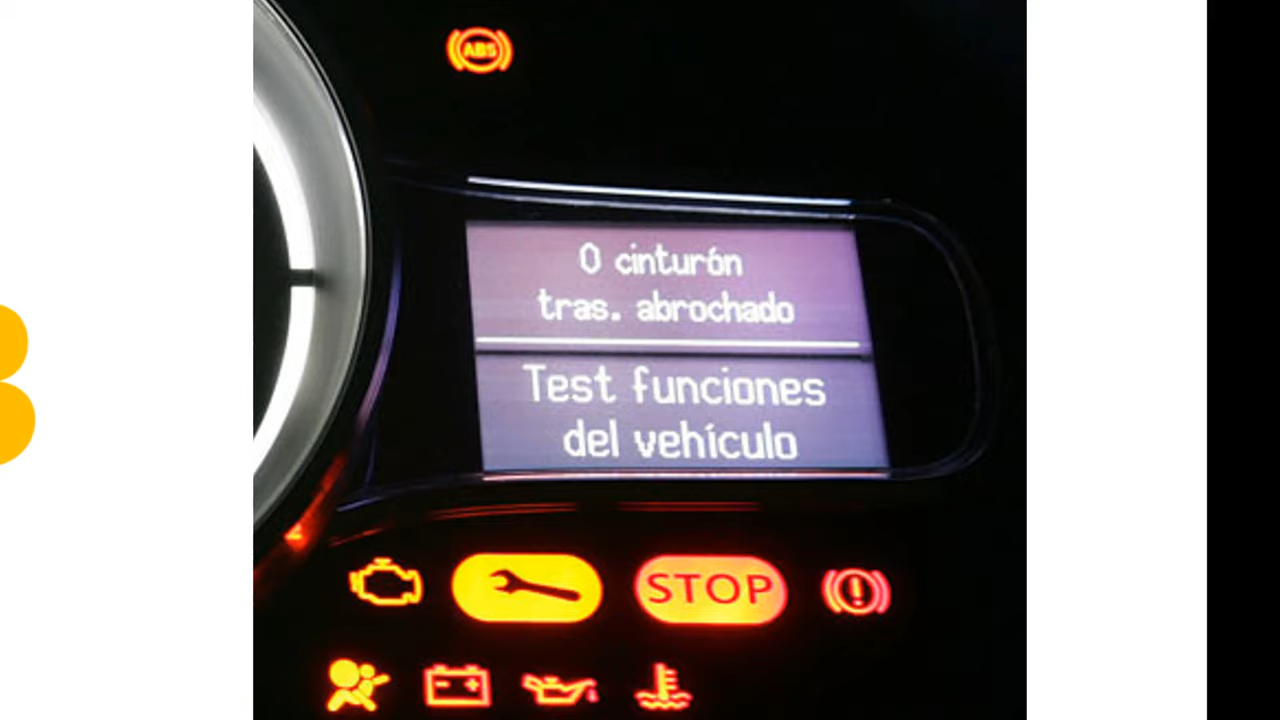 ABS
0 cinturón
tras. abrochado
Test funciones
del vehículo
STOP